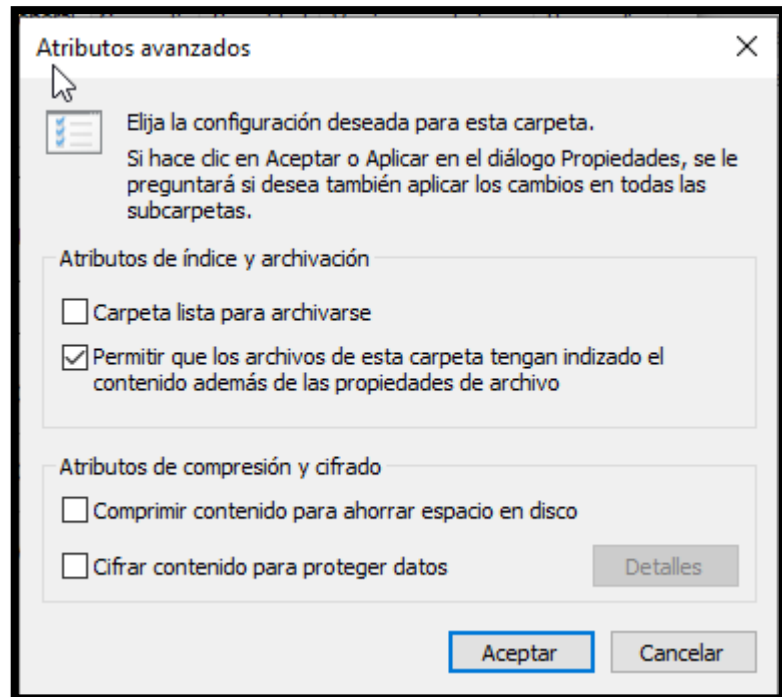 Atributos avanzados
Elija la configuración deseada para esta carpeta.
Si hace clic en Aceptar o Aplicar en el diálogo Propiedades, se le
preguntará si desea también aplicar los cambios en todas las
subcarpetas.
Atributos de índice y archivación
Carpeta lista para archivarse
Permitir que los archivos de esta carpeta tengan indizado el
contenido además de las propiedades de archivo
Atributos de compresión y cifrado
Comprimir contenido para ahorrar espacio en disco
Cifrar contenido para proteger datos
Detalles
Aceptar
Cancelar